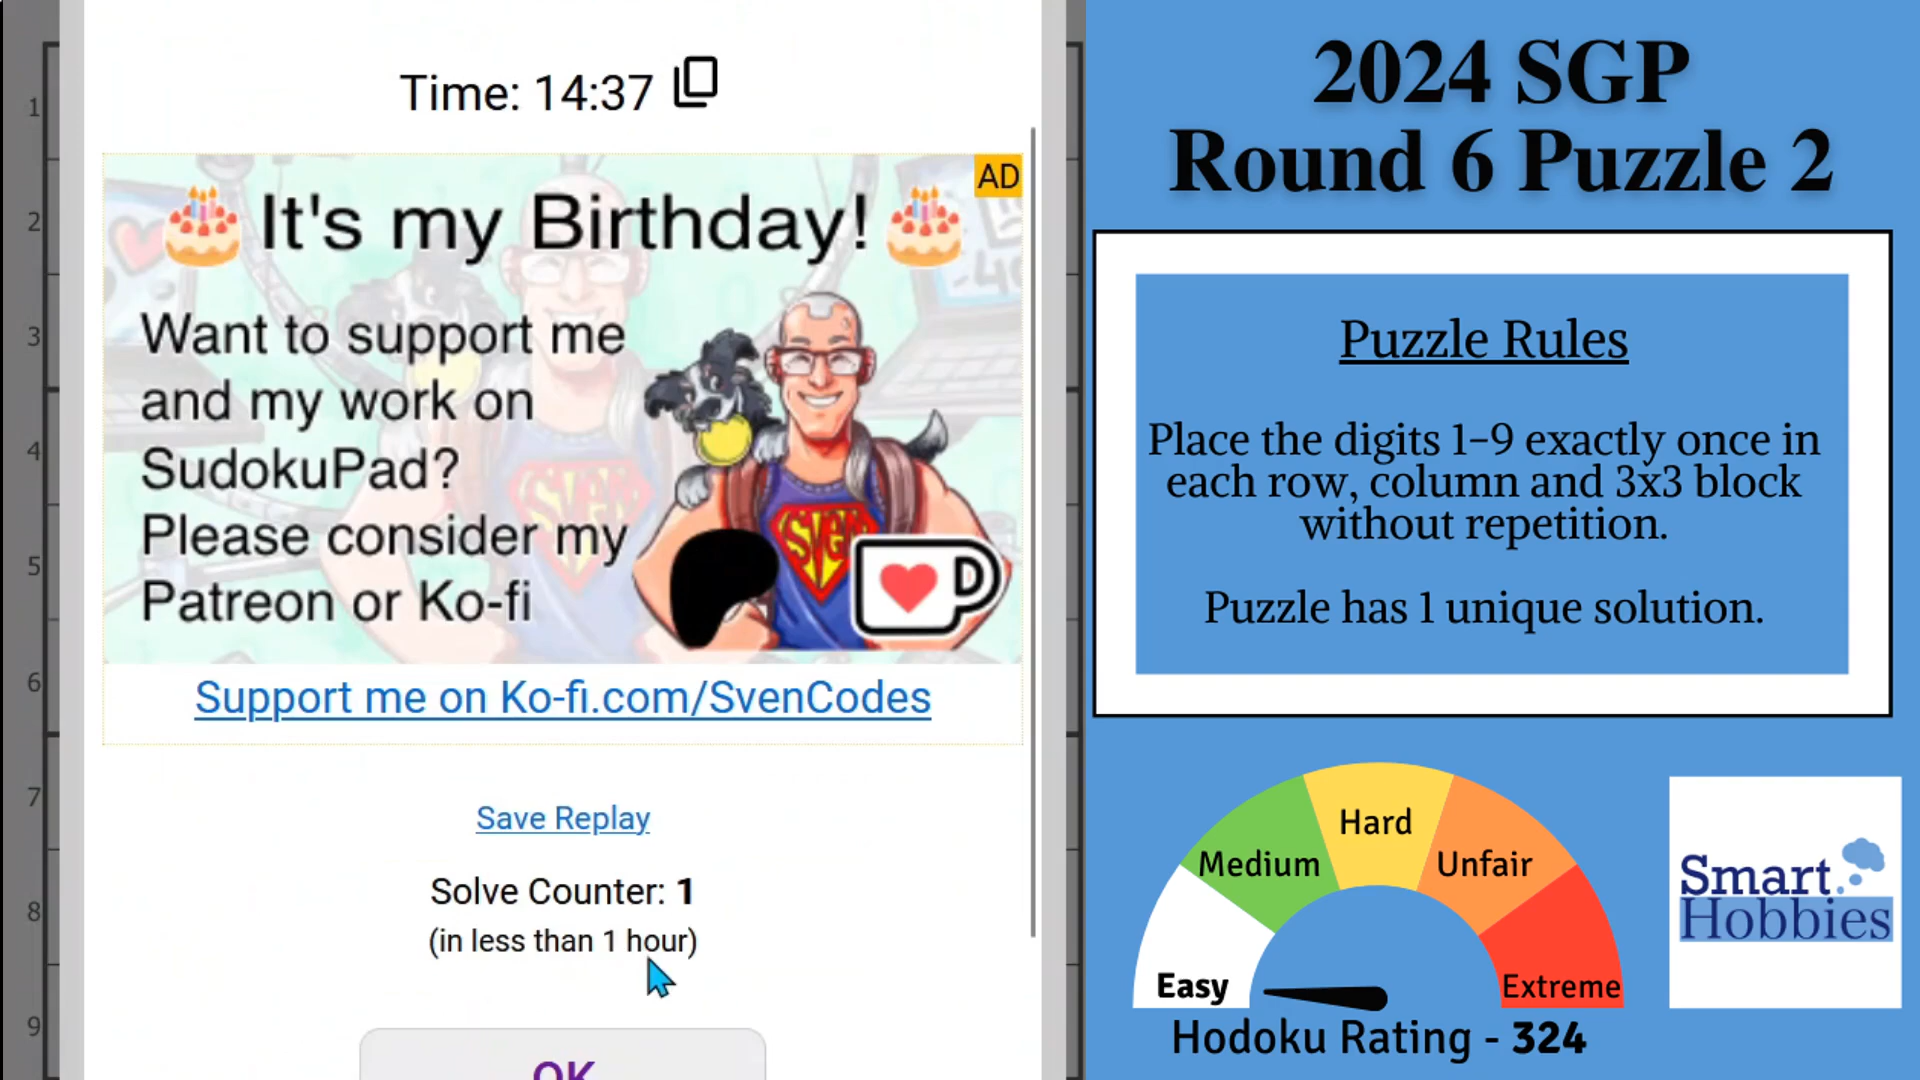 Time: 14:37
AD
It's my Birthday!
Want to support me
and my work on
SudokuPad?
Please consider my
Patreon or Ko-fi
SVEN
Support me on Ko-fi.com/SvenCodes
Save Replay
Solve Counter: 1
(in less than 1 hour)
OK
1
2
3
4
5
6
7
8
9
2024 SGP
Round 6 Puzzle 2
Puzzle Rules
Place the digits 1-9 exactly once in
each row, column and 3x3 block
without repetition.
Puzzle has 1 unique solution.
Easy
Medium
Hard
Unfair
Extreme
Hodoku Rating - 324
Smart
Hobbies